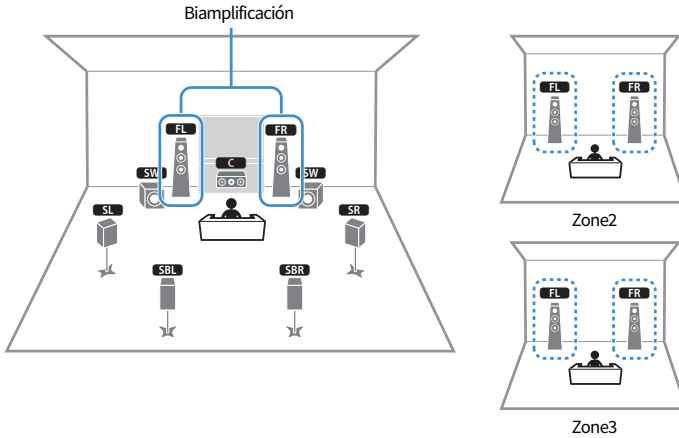 Biamplificación
FL
FR
C
SW
SW
SL
SR
SBL
SBR
FL
FR
Zone2
FL
FR
Zone3